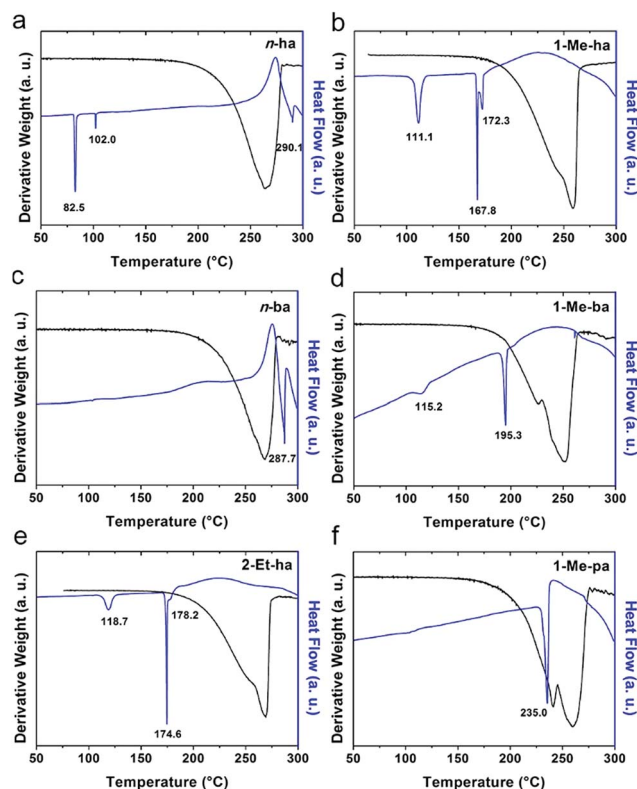 a
n-ha
Derivative Weight (a. u.)
Heat Flow (a. u.)
102.0
290.1
82.5
50 100 150 200 250 300
Temperature (°C)
b
1-Me-ha
Derivative Weight (a. u.)
Heat Flow (a. u.)
111.1
172.3
167.8
50 100 150 200 250 300
Temperature (°C)
c
n-ba
Derivative Weight (a. u.)
Heat Flow (a. u.)
287.7
50 100 150 200 250 300
Temperature (°C)
d
1-Me-ba
Derivative Weight (a. u.)
Heat Flow (a. u.)
115.2
195.3
50 100 150 200 250 300
Temperature (°C)
e
2-Et-ha
Derivative Weight (a. u.)
Heat Flow (a. u.)
118.7
178.2
174.6
50 100 150 200 250 300
Temperature (°C)
f
1-Me-pa
Derivative Weight (a. u.)
Heat Flow (a. u.)
235.0
50 100 150 200 250 300
Temperature (°C)